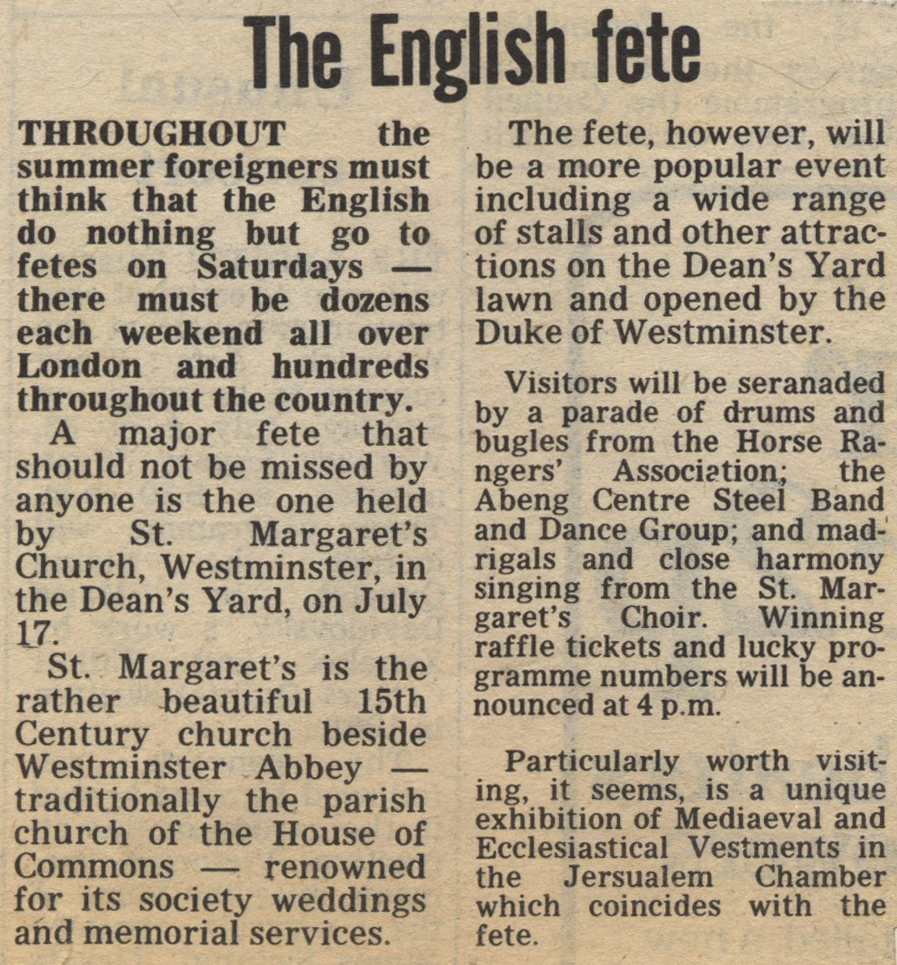 The English fete
THROUGHOUT the
summer foreigners must
think that the English
do nothing but go to
fetes on Saturdays —
there must be dozens
each weekend all over
London and hundreds
throughout the country.
A major fete that
should not be missed by
anyone is the one held
by St. Margaret's
Church, Westminster, in
the Dean's Yard, on July
17.
St. Margaret's is the
rather beautiful 15th
Century church beside
Westminster Abbey —
traditionally the parish
church of the House of
Commons — renowned
for its society weddings
and memorial services.
The fete, however, will
be a more popular event
including a wide range
of stalls and other attrac-
tions on the Dean's Yard
lawn and opened by the
Duke of Westminster.
Visitors will be seranaded
by a parade of drums and
bugles from the Horse Ra-
ngers' Association; the
Abeng Centre Steel Band
and Dance Group; and mad-
rigals and close harmony
singing from the St. Mar-
garet's Choir. Winning
raffle tickets and lucky pro-
gramme numbers will be an-
nounced at 4 p.m.
Particularly worth visit-
ing, it seems, is a unique
exhibition of Mediaeval and
Ecclesiastical Vestments in
the Jersualem Chamber
which coincides with the
fete.